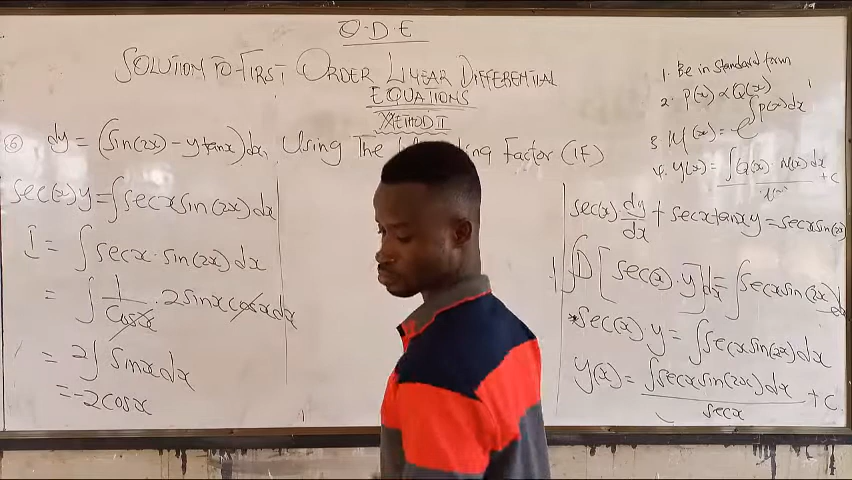 O.D.E
SOLUTION TO FIRST ORDER LINEAR DIFFERENTIAL
EQUATIONS
METHOD II
⑥ dy = (sin(2x) - ytanx)dx, Using The ing Factor (IF)
sec(x)y = ∫secxsin(2x)dx
I = ∫secx·sin(2x)dx
= ∫ 1/cosx · 2sinxcosxdx
= 2∫sinxdx
= -2cosx
1. Be in standard form
2. P(x) ∝ Q(x)
3. M(x) = e^∫p(x)dx
4. y(x) = ∫Q(x)·M(x)dx + C
sec(x) dy/dx + secxtanxy = secxsin(2x)
∫D[sec(x)·y]dx = ∫secxsin(2x)dx
*sec(x)·y = ∫secxsin(2x)dx
y(x) = ∫secxsin(2x)dx/secx + C